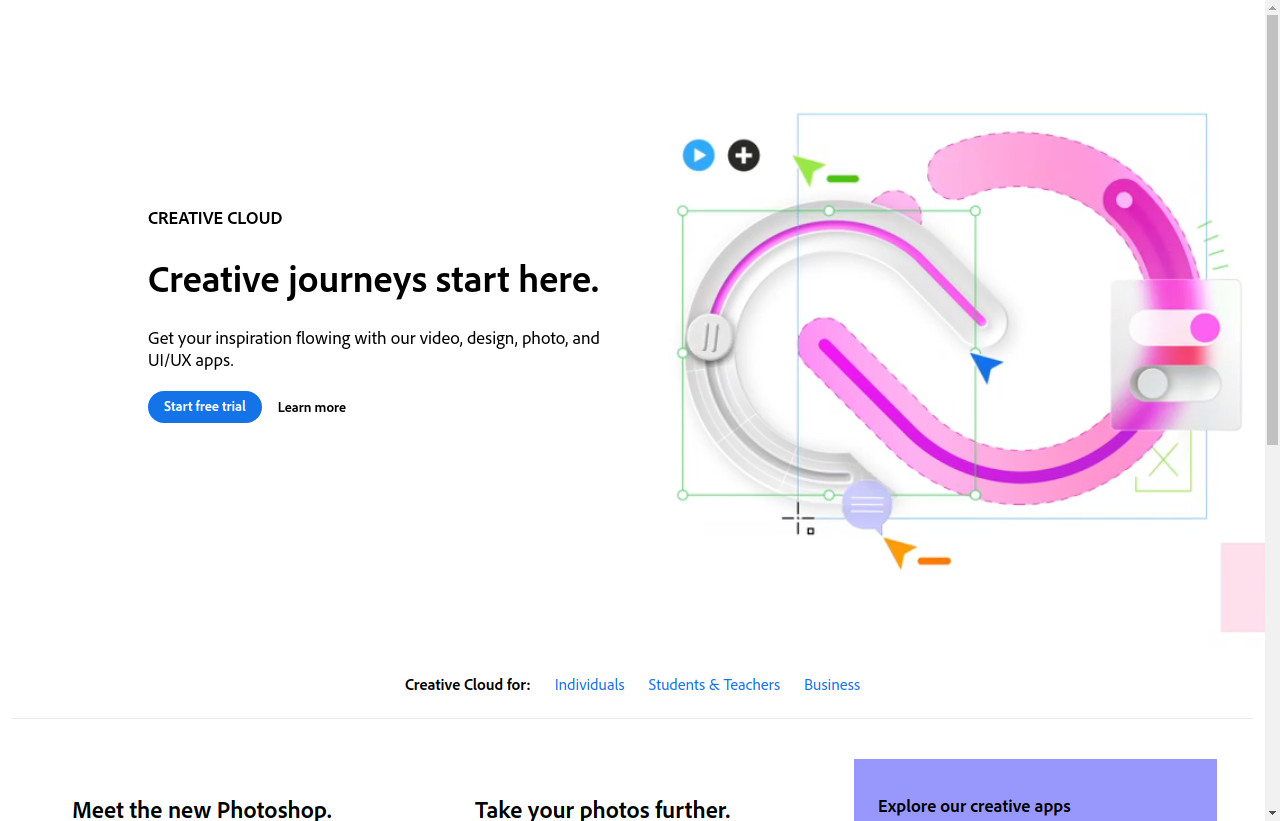 CREATIVE CLOUD
Creative journeys start here.
Get your inspiration flowing with our video, design, photo, and
UI/UX apps.
Start free trial
Learn more
Creative Cloud for:
Individuals
Students & Teachers
Business
Meet the new Photoshop.
Take your photos further.
Explore our creative apps